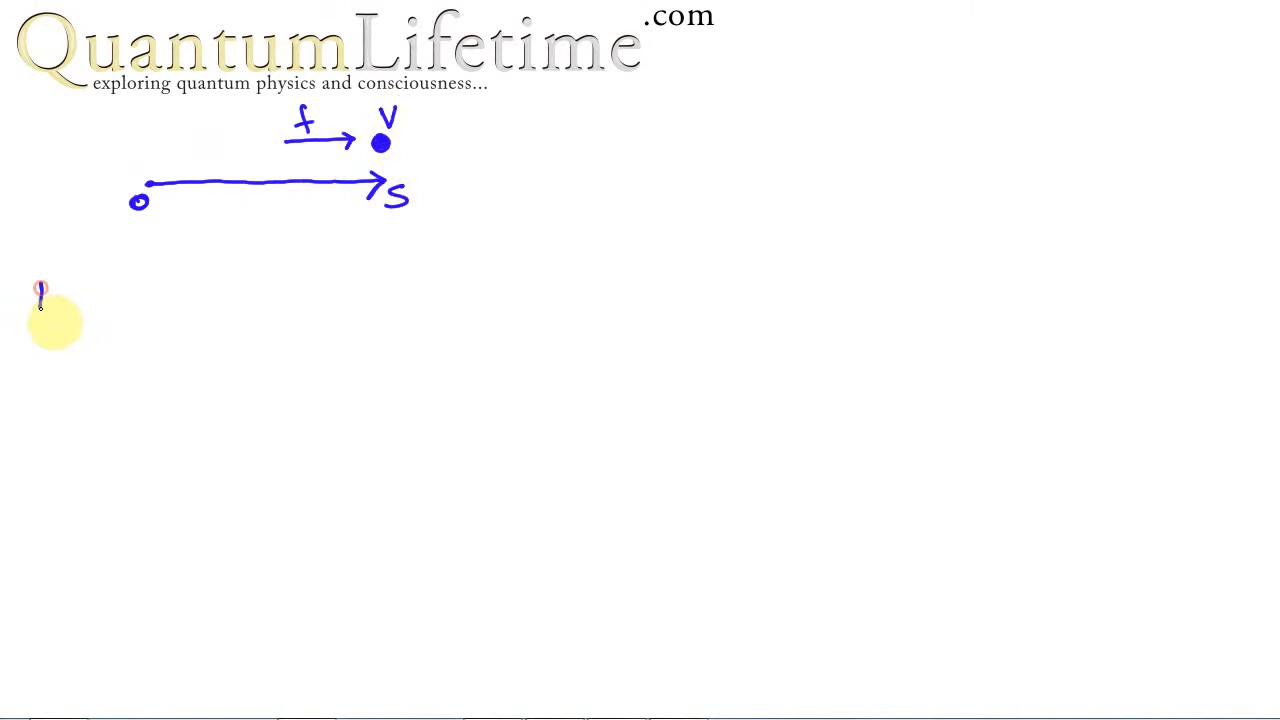 .com
QuantumLifetime
exploring quantum physics and consciousness...
f V
O S